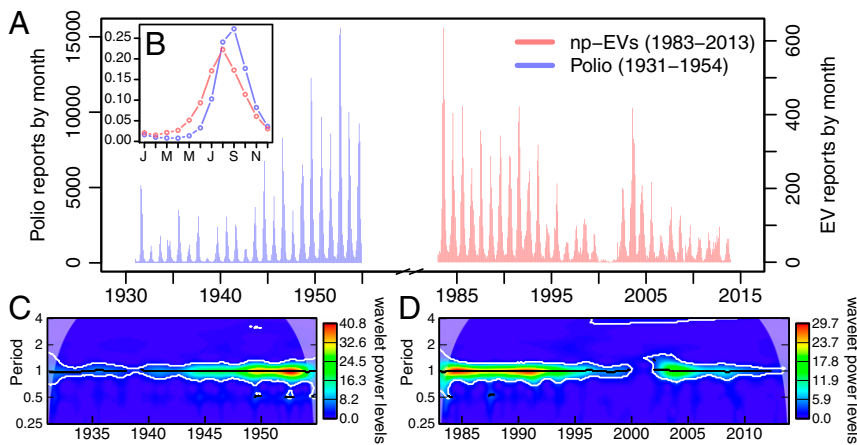 A
Polio reports by month
15000
10000
5000
0
B
0.25
0.20
0.15
0.10
0.05
0.00
J M M J S N
np−EVs (1983−2013)
Polio (1931−1954)
600
400
200
0
EV reports by month
1930 1940 1950 1985 1995 2005 2015
C
Period
4
2
1
0.5
0.25
1935 1940 1945 1950
40.8
32.6
24.5
16.3
8.2
0.0
wavelet power levels
D
Period
4
2
1
0.5
0.25
1985 1990 1995 2000 2005 2010
29.7
23.8
17.8
11.9
5.9
0.0
wavelet power levels